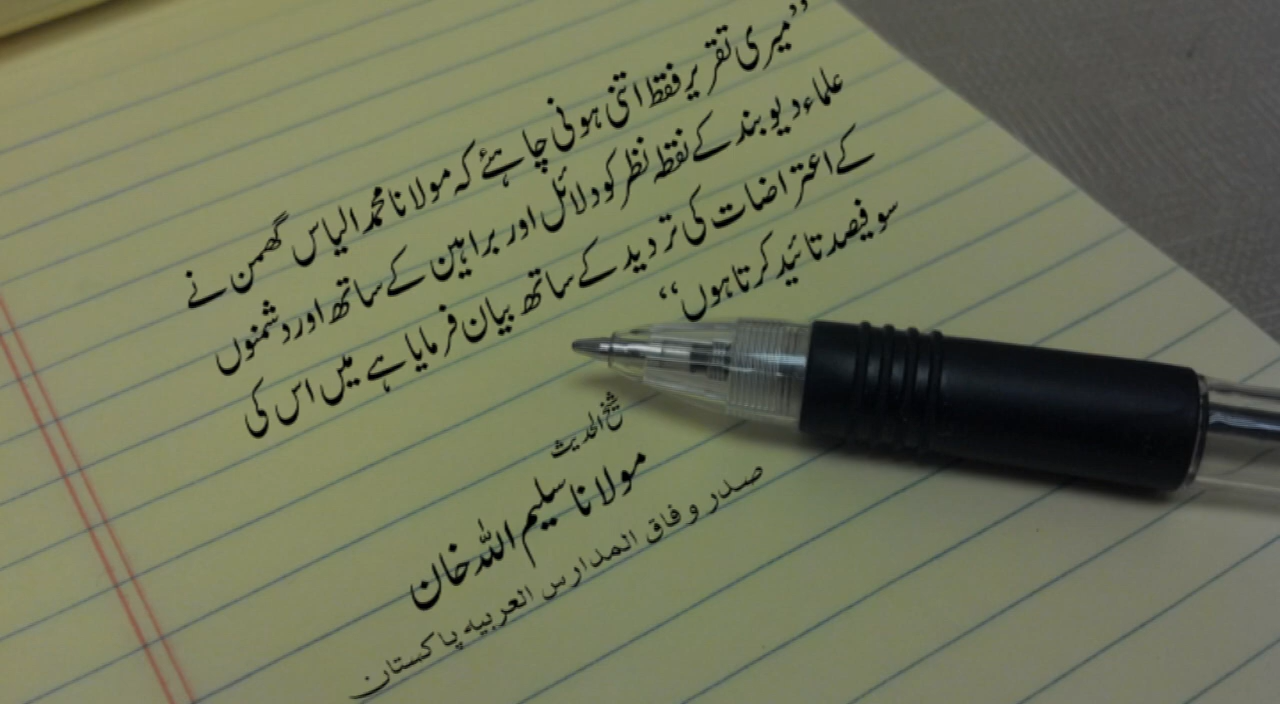 ”میری تقریر فقط اتنی ہونی چاہئے کہ مولانا محمد الیاس گھمن نے
علماء دیوبند کے نقطہ نظر کو دلائل اور براہین کے ساتھ اور دشمنوں
کے اعتراضات کی تردید کے ساتھ بیان فرمایا ہے میں اس کی
سو فیصد تائید کرتا ہوں“
شیخ الحدیث
مولانا سلیم اللہ خان
صدر وفاق المدارس العربیہ پاکستان